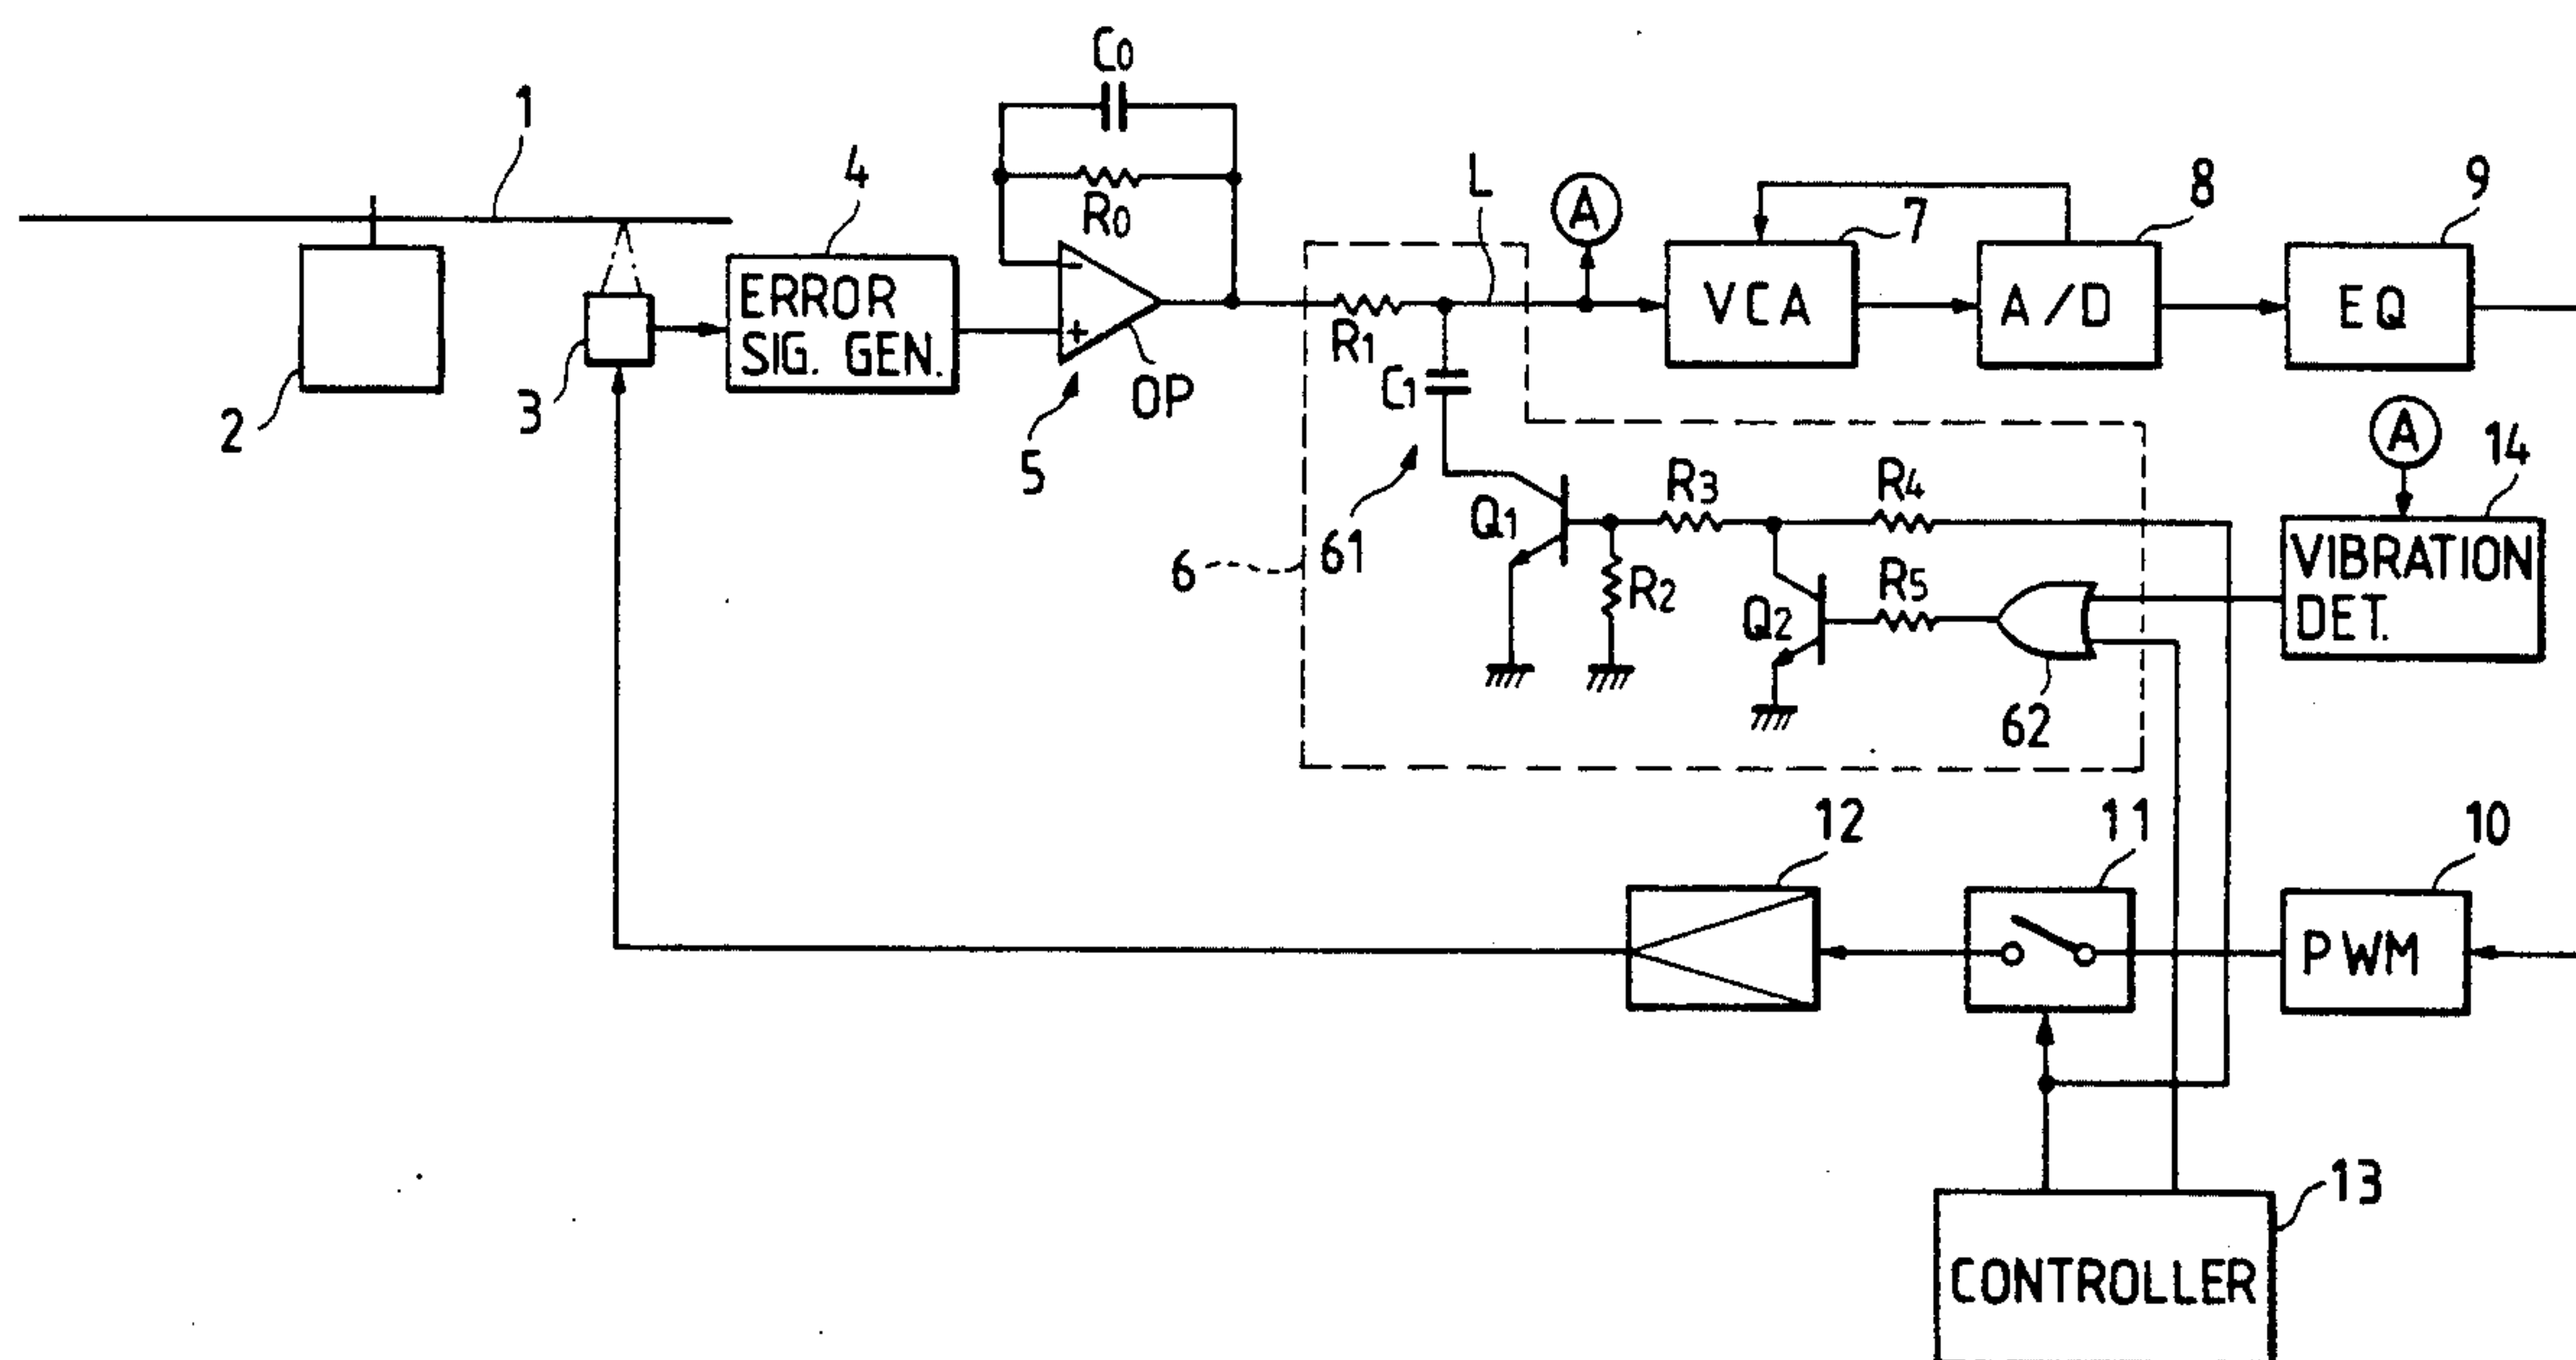 C0
1
4
R0
ERROR
SIG. GEN.
-
+
OP
5
2
3
L
A
7
8
9
VCA
A/D
EQ
R1
C1
61
6
Q1
R3
R4
R2
Q2
R5
62
A
14
VIBRATION
DET.
12
11
10
PWM
13
CONTROLLER